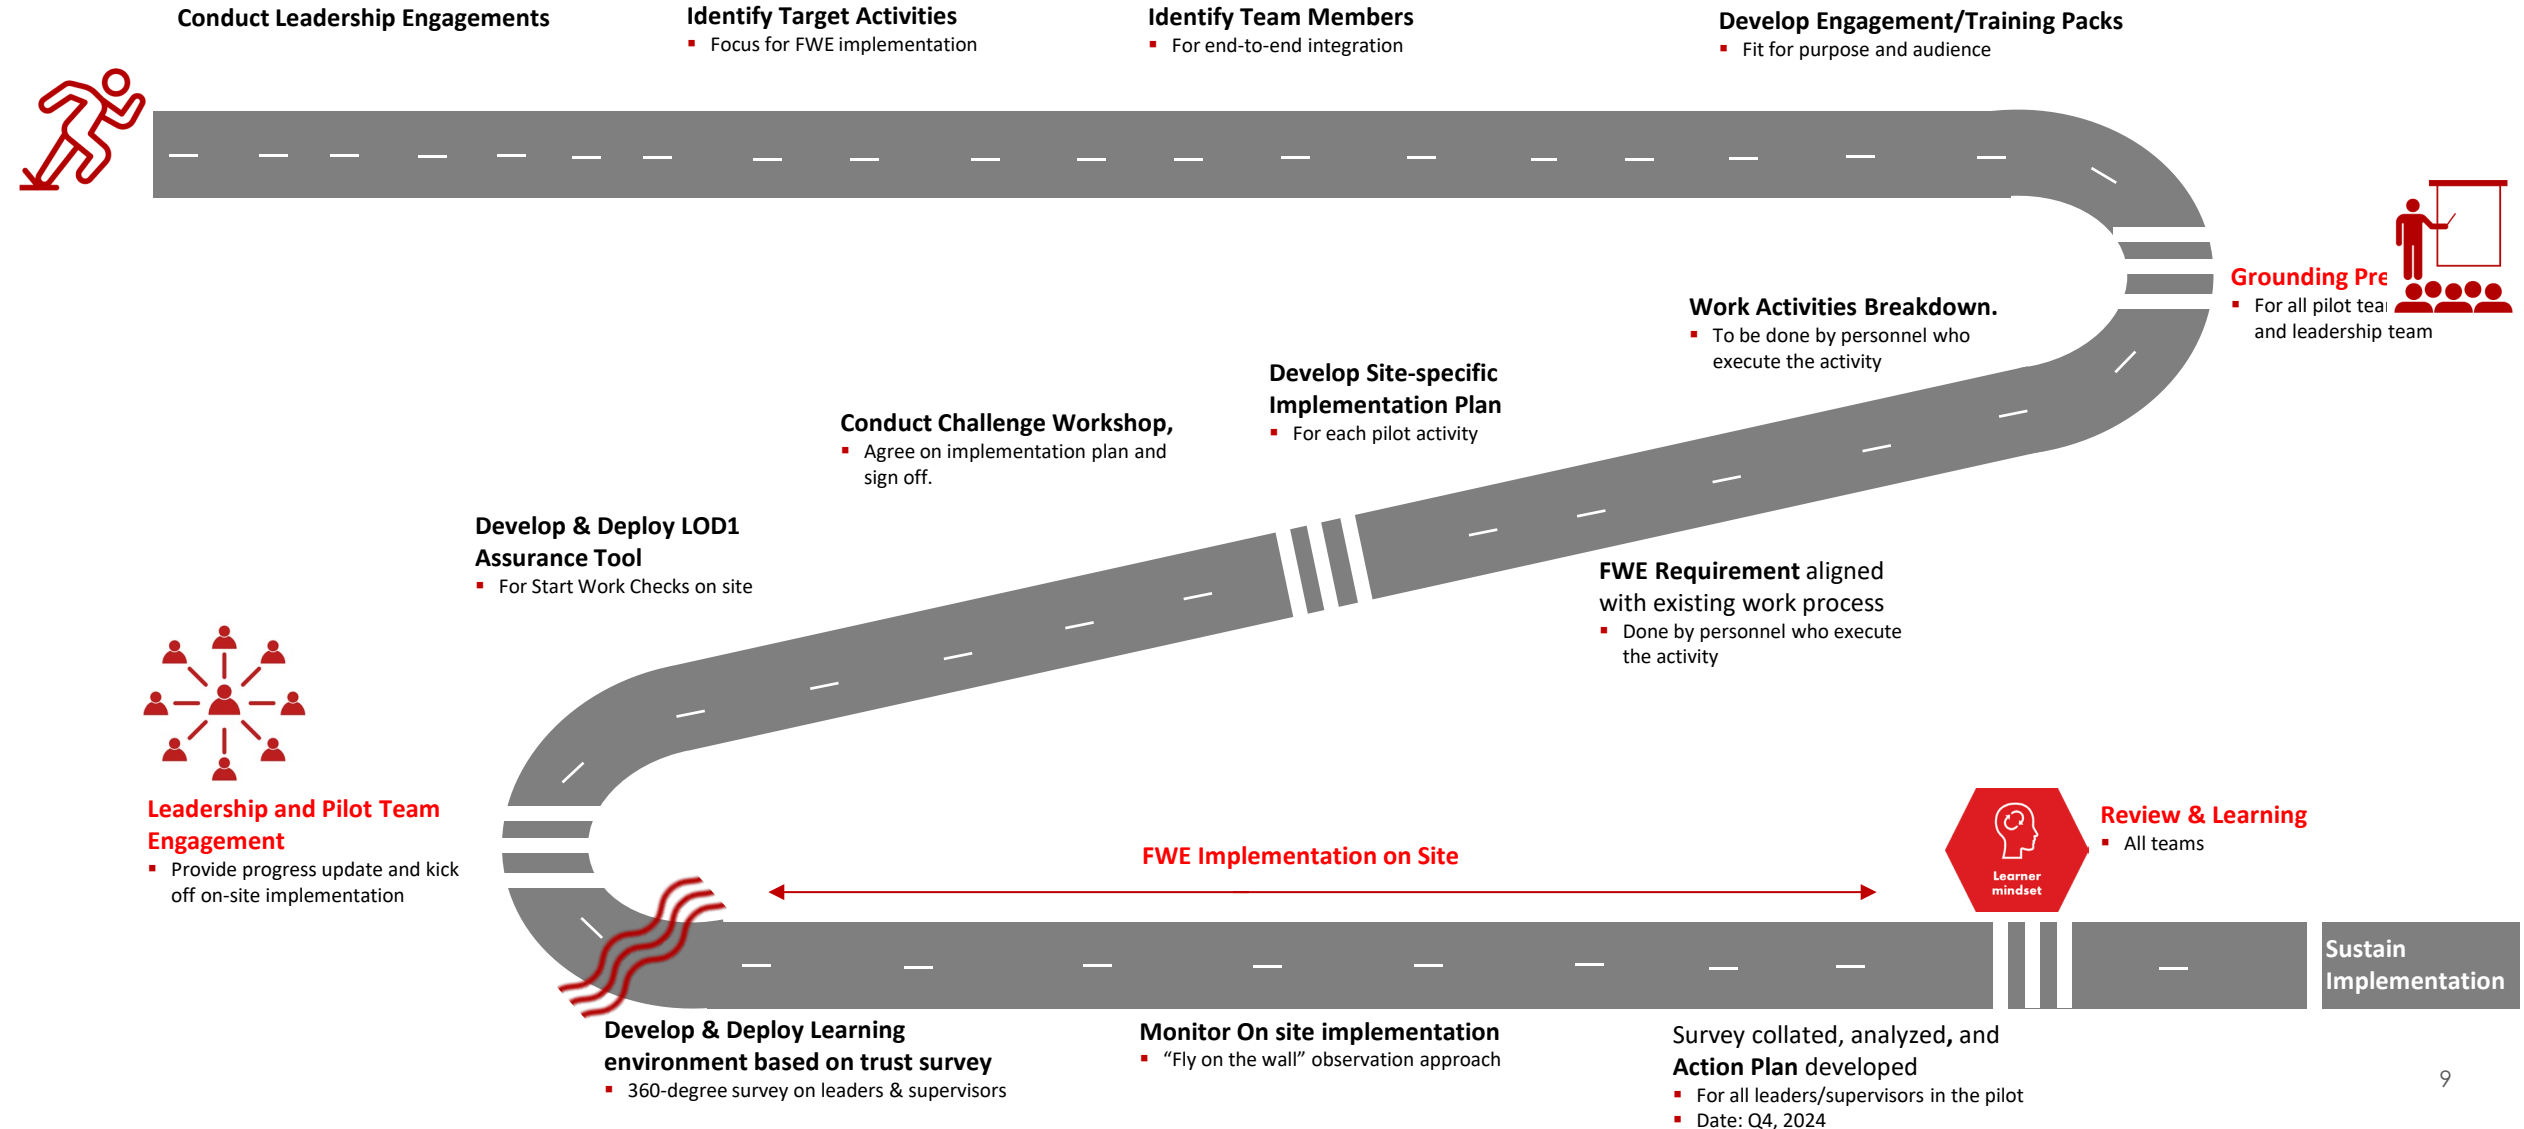 Conduct Leadership Engagements
Identify Target Activities
▪ Focus for FWE implementation
Identify Team Members
▪ For end-to-end integration
Develop Engagement/Training Packs
▪ Fit for purpose and audience
Grounding
▪ For all pilot
and leadership team
Work Activities Breakdown.
▪ To be done by personnel who
execute the activity
FWE Requirement aligned
with existing work process
▪ Done by personnel who execute
the activity
Develop Site-specific
Implementation Plan
▪ For each pilot activity
Conduct Challenge Workshop,
▪ Agree on implementation plan and
sign off.
Develop & Deploy LOD1
Assurance Tool
▪ For Start Work Checks on site
Leadership and Pilot Team
Engagement
▪ Provide progress update and kick
off on-site implementation
FWE Implementation on Site
Learner
mindset
Review & Learning
▪ All teams
Sustain
Implementation
Develop & Deploy Learning
environment based on trust survey
▪ 360-degree survey on leaders & supervisors
Monitor On site implementation
▪ “Fly on the wall” observation approach
Survey collated, analyzed, and
Action Plan developed
▪ For all leaders/supervisors in the pilot
▪ Date: Q4, 2024
9